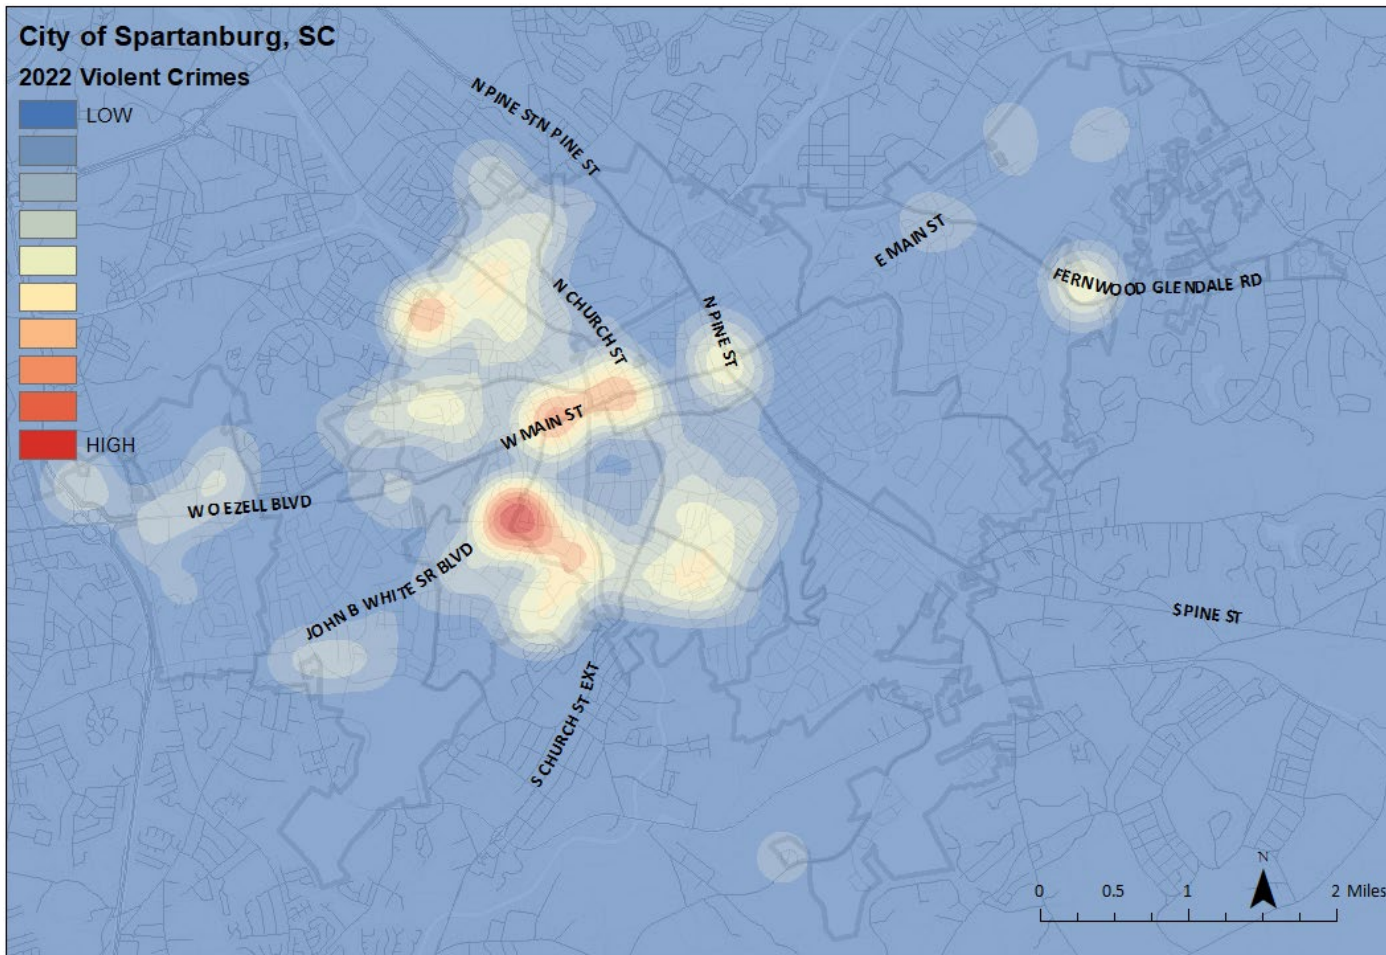 City of Spartanburg, SC
2022 Violent Crimes
LOW
HIGH
N PINE STN PINE ST
E MAIN ST
FERNWOOD GLENDALE RD
N CHURCH ST
N PINE ST
W MAIN ST
W O EZELL BLVD
JOHN B WHITE SR BLVD
S PINE ST
S CHURCH ST EXT
N
0 0.5 1 2 Miles